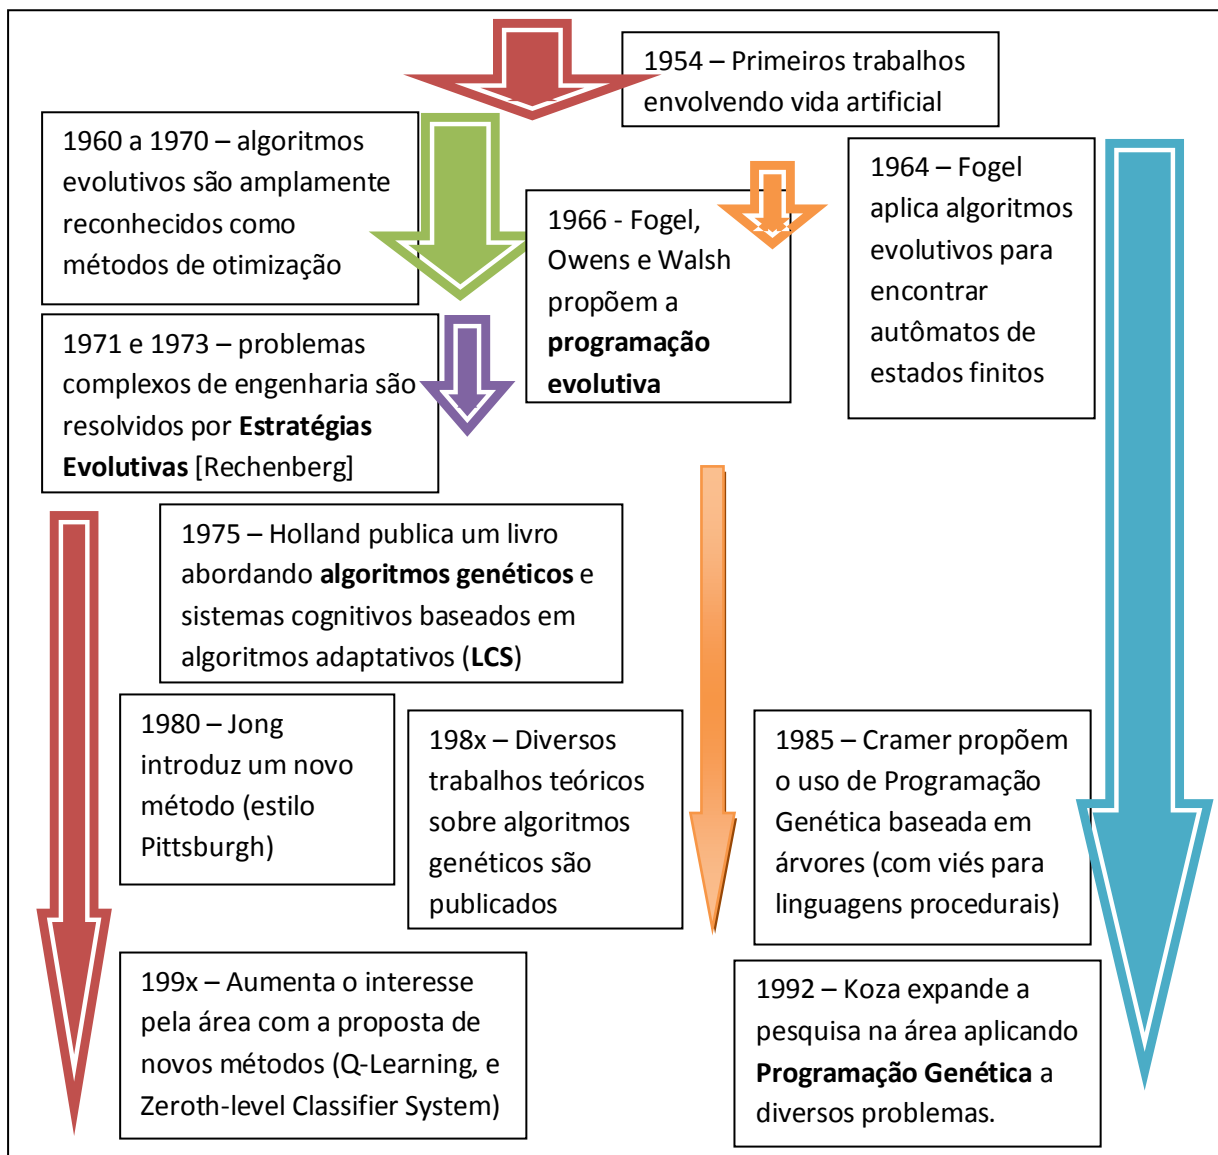 1954 – Primeiros trabalhos
envolvendo vida artificial
1960 a 1970 – algoritmos
evolutivos são amplamente
reconhecidos como
métodos de otimização
1964 – Fogel
aplica algoritmos
evolutivos para
encontrar
autômatos de
estados finitos
1966 - Fogel,
Owens e Walsh
propõem a
programação
evolutiva
1971 e 1973 – problemas
complexos de engenharia são
resolvidos por Estratégias
Evolutivas [Rechenberg]
1975 – Holland publica um livro
abordando algoritmos genéticos e
sistemas cognitivos baseados em
algoritmos adaptativos (LCS)
1980 – Jong
introduz um novo
método (estilo
Pittsburgh)
198x – Diversos
trabalhos teóricos
sobre algoritmos
genéticos são
publicados
1985 – Cramer propõem
o uso de Programação
Genética baseada em
árvores (com viés para
linguagens procedurais)
199x – Aumenta o interesse
pela área com a proposta de
novos métodos (Q-Learning, e
Zeroth-level Classifier System)
1992 – Koza expande a
pesquisa na área aplicando
Programação Genética a
diversos problemas.